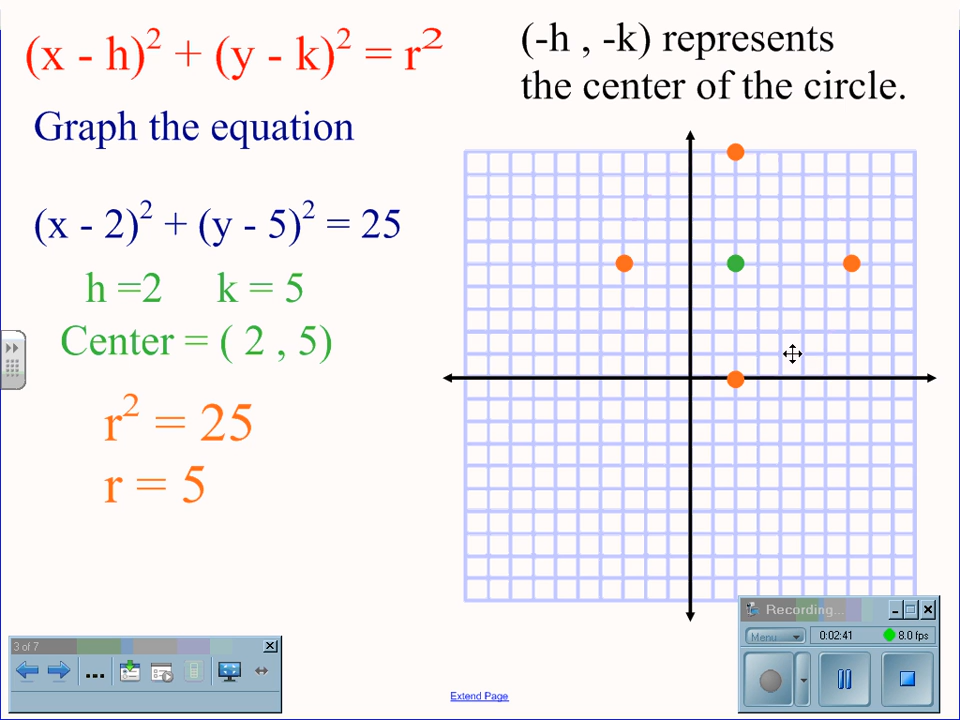 (x - h)² + (y - k)² = r²
(-h , -k) represents
the center of the circle.
Graph the equation
(x - 2)² + (y - 5)² = 25
h =2 k = 5
Center = ( 2 , 5)
r² = 25
r = 5
3 of 7
Recording...
Menu
0:02:41
8.0 fps
Extend Page